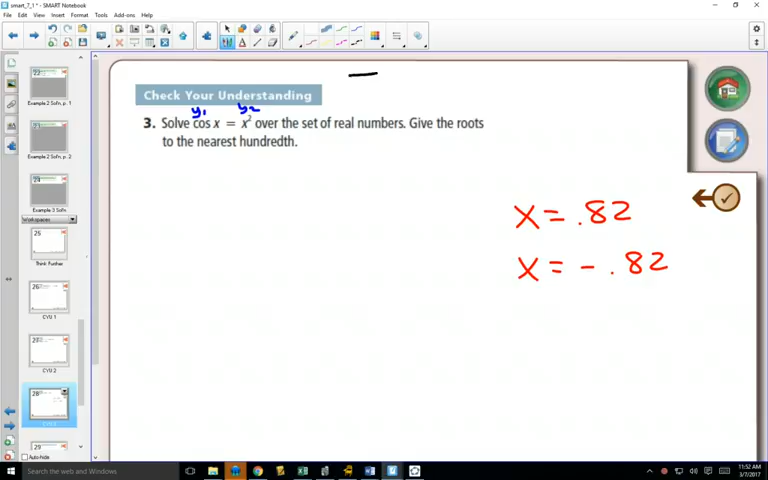 smart_7_1 * - SMART Notebook
File Edit View Insert Format Tools Add-ons Help
Check Your Understanding
y1 y2
3. Solve cos x = x² over the set of real numbers. Give the roots
to the nearest hundredth.
x = .82
x = - .82
Example 2 Soln, p. 1
Example 2 Soln, p. 2
24
Example 3 Soln.
Workspaces
25
Think Further
26
CYU 1
27
CYU 2
28
29
Auto-hide
Search the web and Windows
11:52 AM
3/7/2017